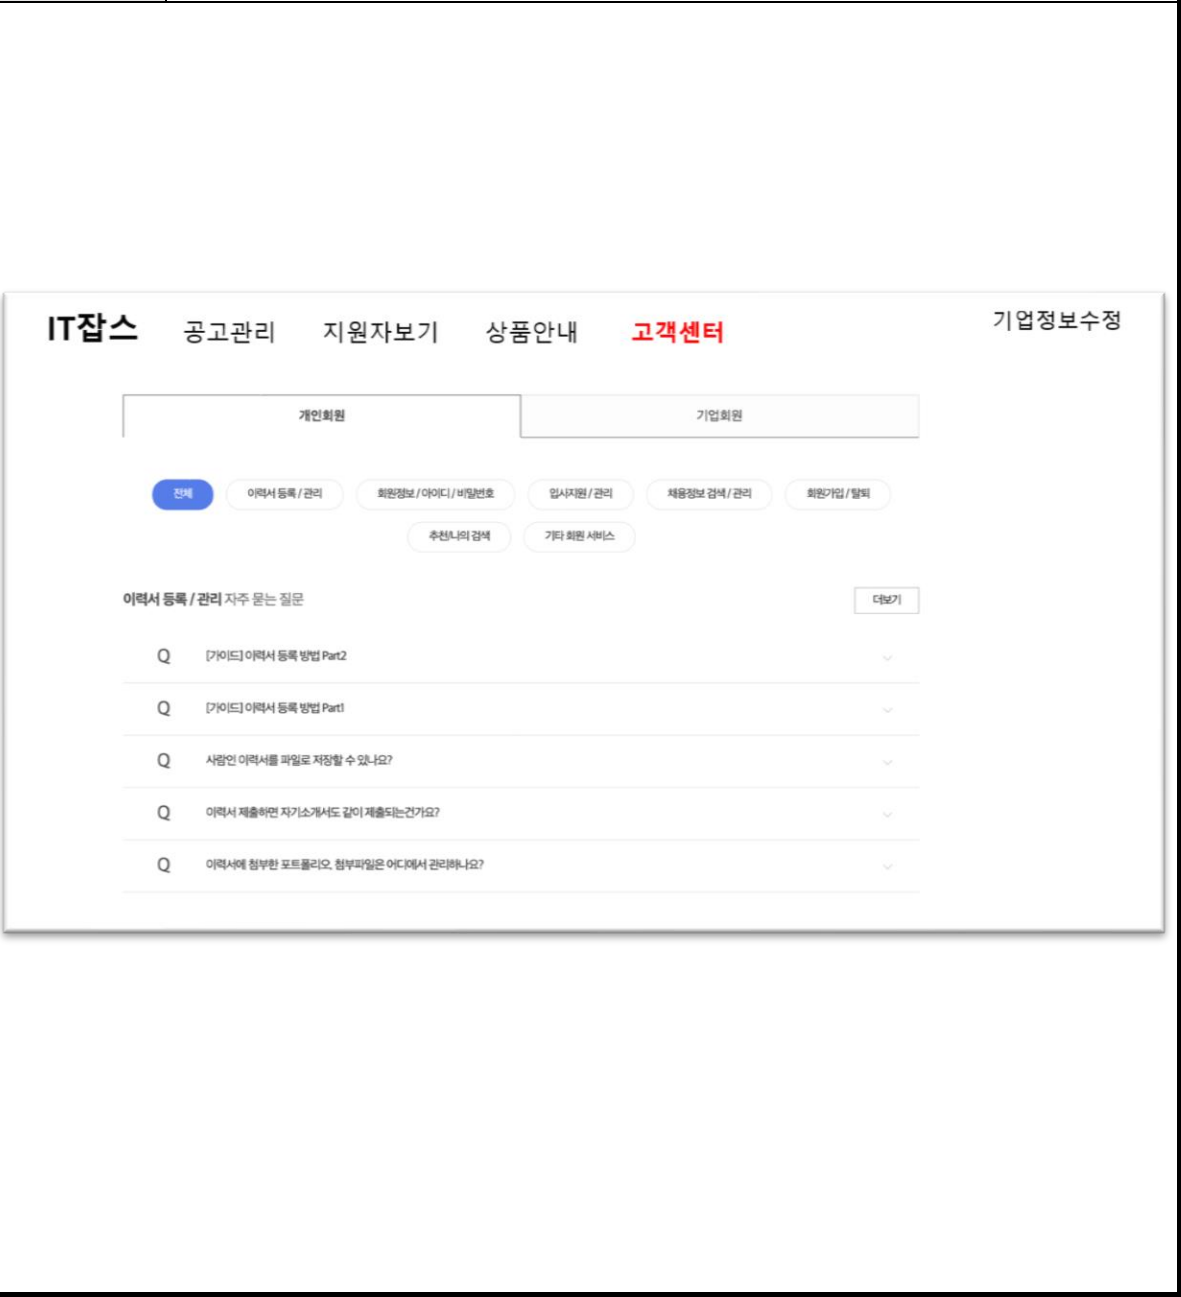 IT잡스 공고관리 지원자보기 상품안내 고객센터 기업정보수정
개인회원 기업회원
전체 이력서 등록 / 관리 회원정보 / 아이디 / 비밀번호 입사지원 / 관리 채용정보 검색 / 관리 회원가입 / 탈퇴
추천/나의 검색 기타 회원 서비스
이력서 등록 / 관리 자주 묻는 질문 더보기
Q [가이드] 이력서 등록 방법 Part2
Q [가이드] 이력서 등록 방법 Part1
Q 사람인 이력서를 파일로 저장할 수 있나요?
Q 이력서 제출하면 자기소개서도 같이 제출되는건가요?
Q 이력서에 첨부한 포트폴리오, 첨부파일은 어디에서 관리하나요?